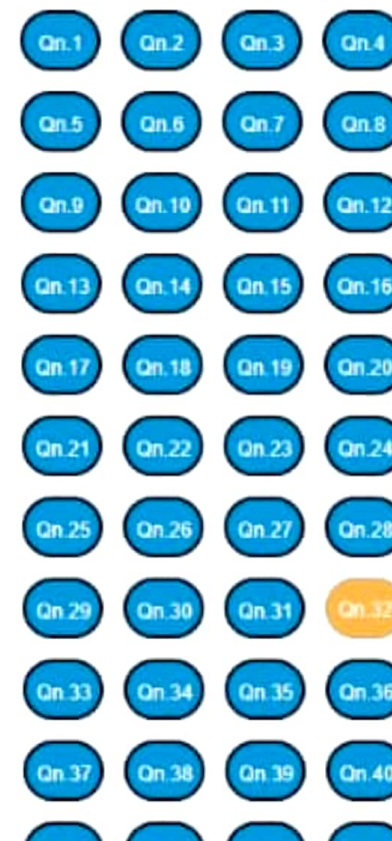 Qn.1 Qn.2 Qn.3 Qn.4
Qn.5 Qn.6 Qn.7 Qn.8
Qn.9 Qn.10 Qn.11 Qn.12
Qn.13 Qn.14 Qn.15 Qn.16
Qn.17 Qn.18 Qn.19 Qn.20
Qn.21 Qn.22 Qn.23 Qn.24
Qn.25 Qn.26 Qn.27 Qn.28
Qn.29 Qn.30 Qn.31 Qn.32
Qn.33 Qn.34 Qn.35 Qn.36
Qn.37 Qn.38 Qn.39 Qn.40